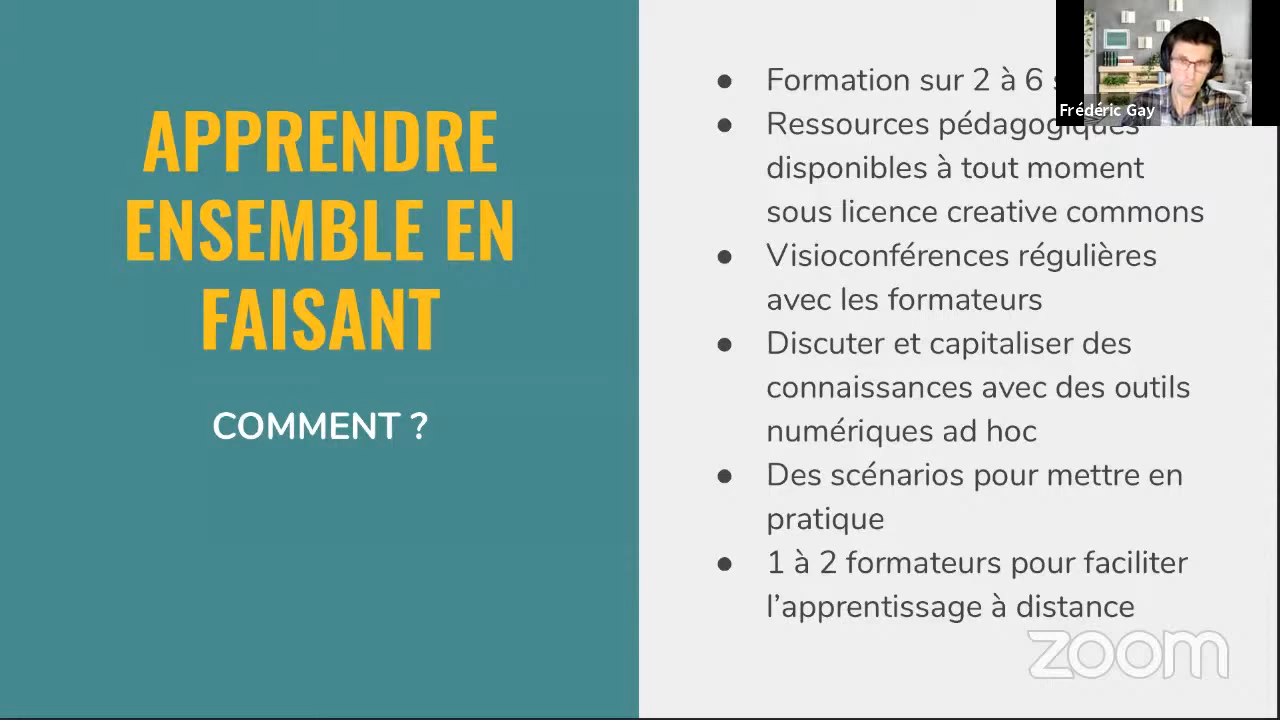 APPRENDRE
ENSEMBLE EN
FAISANT
COMMENT ?
● Formation sur 2 à 6
● Ressources pédagogiques
disponibles à tout moment
sous licence creative commons
● Visioconférences régulières
avec les formateurs
● Discuter et capitaliser des
connaissances avec des outils
numériques ad hoc
● Des scénarios pour mettre en
pratique
● 1 à 2 formateurs pour faciliter
l’apprentissage à distance
Frédéric Gay
zoom